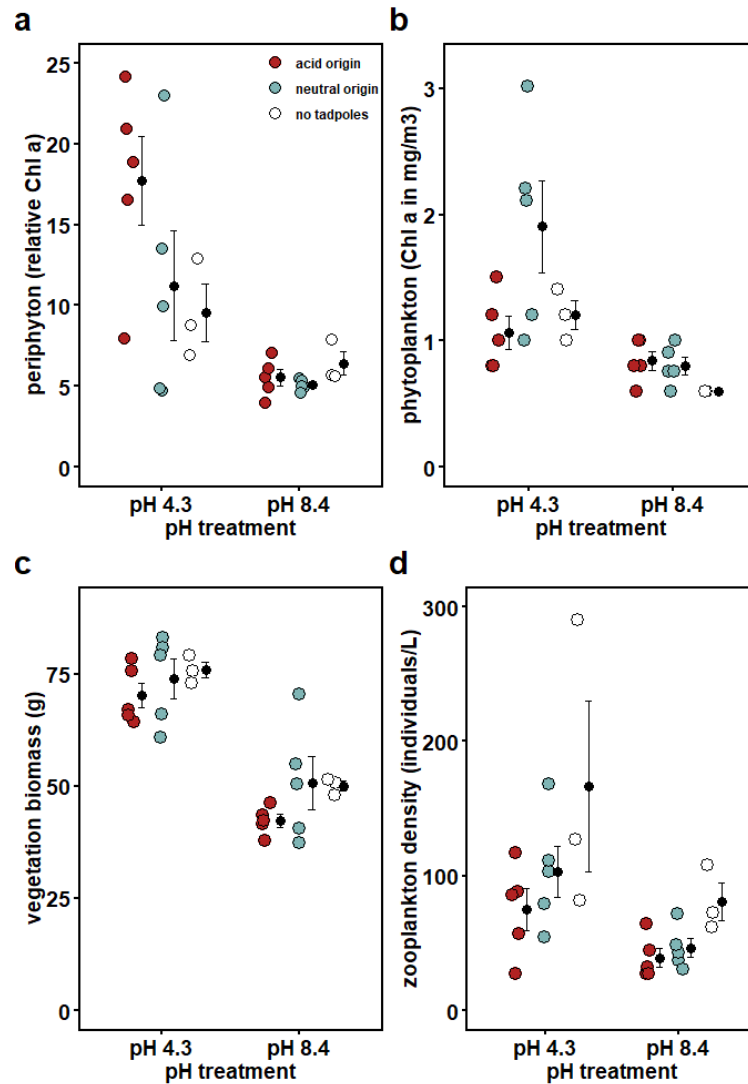 a
periphyton (relative Chl a)
25
20
15
10
5
0
acid origin
neutral origin
no tadpoles
pH 4.3
pH 8.4
pH treatment
b
phytoplankton (Chl a in mg/m3)
3
2
1
0
pH 4.3
pH 8.4
pH treatment
c
vegetation biomass (g)
75
50
25
0
pH 4.3
pH 8.4
pH treatment
d
zooplankton density (individuals/L)
300
200
100
0
pH 4.3
pH 8.4
pH treatment